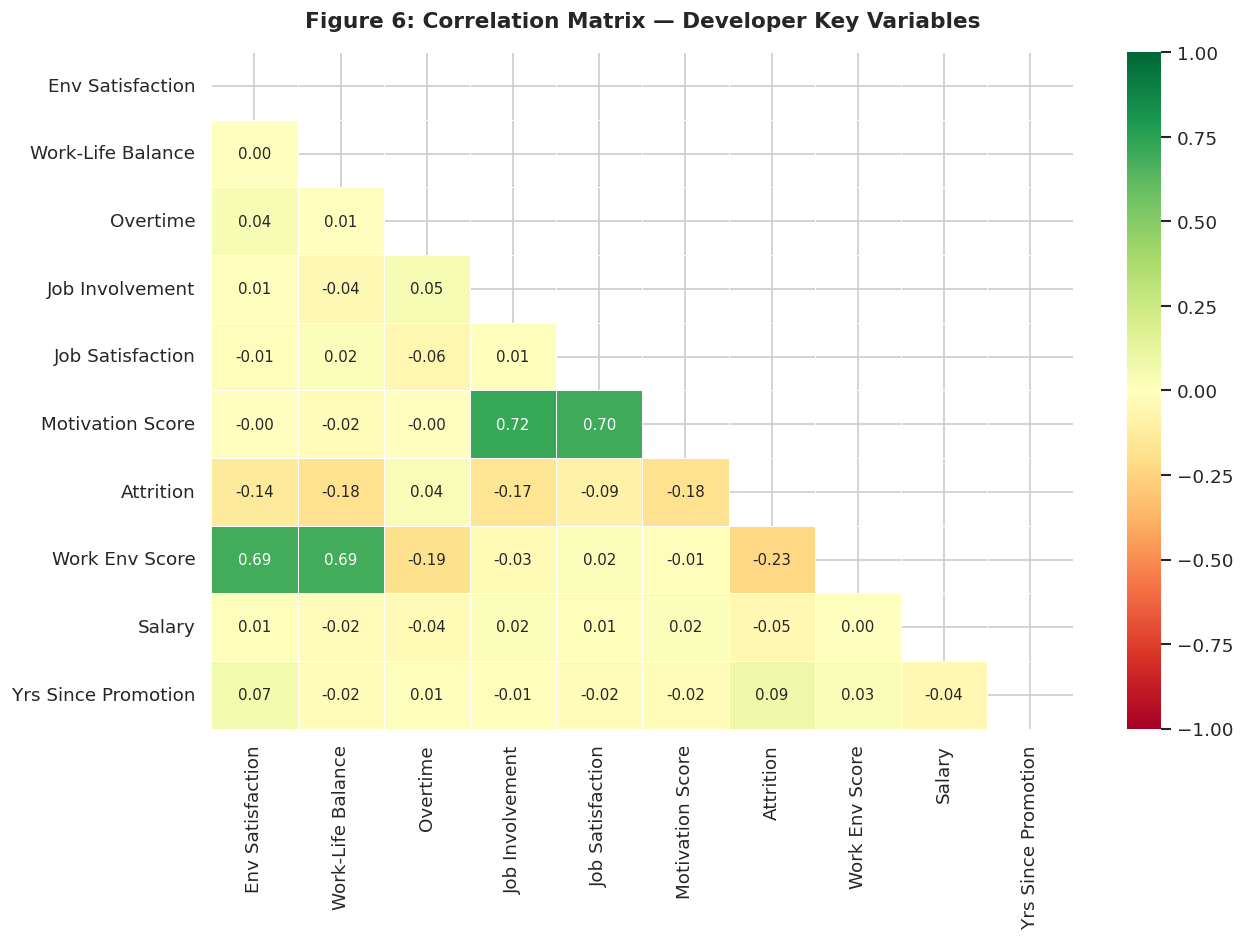 Figure 6: Correlation Matrix — Developer Key Variables
Env Satisfaction
Work-Life Balance 0.00
Overtime 0.04 0.01
Job Involvement 0.01 -0.04 0.05
Job Satisfaction -0.01 0.02 -0.06 0.01
Motivation Score -0.00 -0.02 -0.00 0.72 0.70
Attrition -0.14 -0.18 0.04 -0.17 -0.09 -0.18
Work Env Score 0.69 0.69 -0.19 -0.03 0.02 -0.01 -0.23
Salary 0.01 -0.02 -0.04 0.02 0.01 0.02 -0.05 0.00
Yrs Since Promotion 0.07 -0.02 0.01 -0.01 -0.02 -0.02 0.09 0.03 -0.04
Env Satisfaction
Work-Life Balance
Overtime
Job Involvement
Job Satisfaction
Motivation Score
Attrition
Work Env Score
Salary
Yrs Since Promotion
1.00
0.75
0.50
0.25
0.00
−0.25
−0.50
−0.75
−1.00